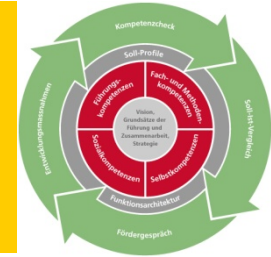 Kompetenzcheck
Soll-Profile
Führungs-
kompetenzen
Fach- und Methoden-
kompetenzen
Soll-Ist-Vergleich
Entwicklungsmassnahmen
Vision,
Grundsätze der
Führung und
Zusammenarbeit,
Strategie
Sozialkompetenzen
Selbstkompetenzen
Funktionsarchitektur
Fördergespräch